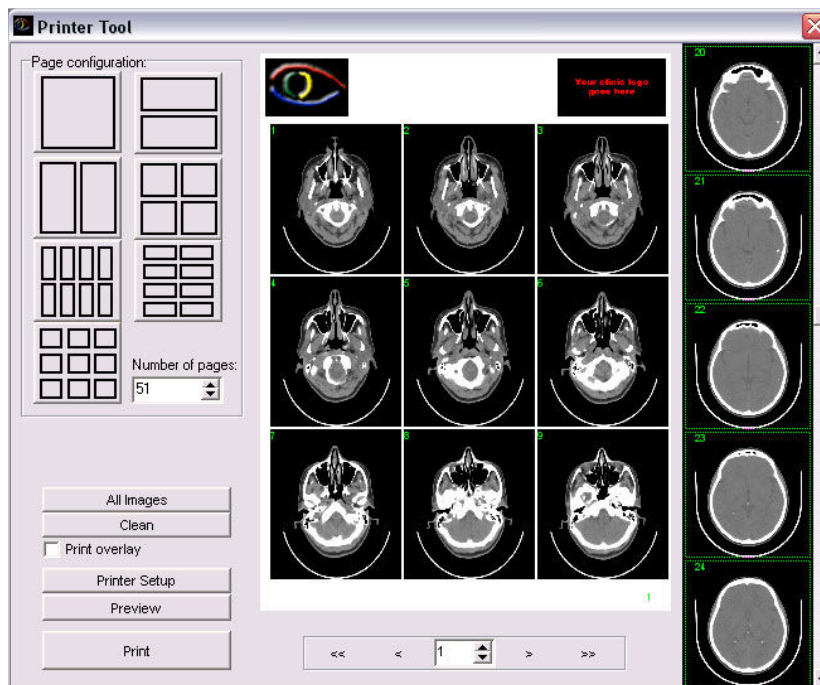 Printer Tool
Page configuration:
Number of pages:
51
All Images
Clean
Print overlay
Printer Setup
Preview
Print
Your clinic logo
goes here
1
2
3
4
5
6
7
8
9
1
<<
<
1
>
>>
20
21
22
23
24